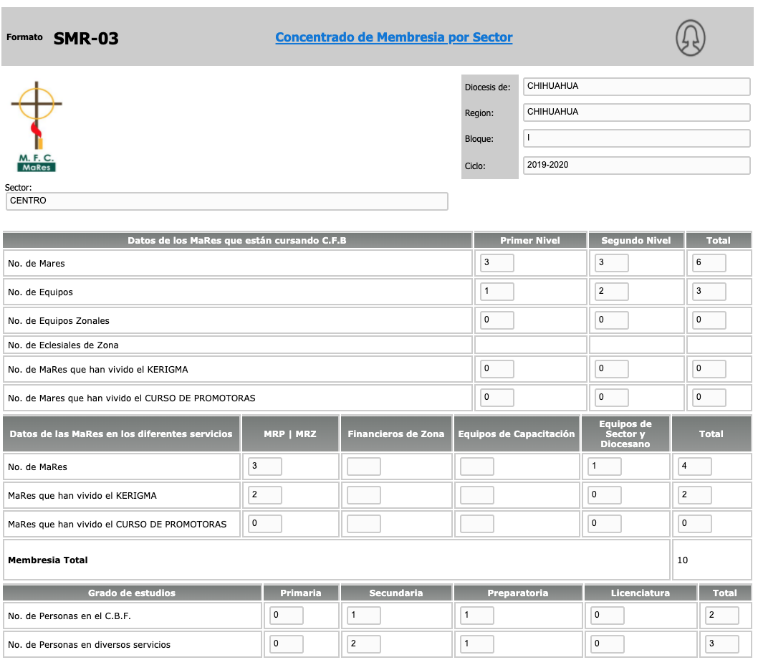 Formato SMR-03 Concentrado de Membresia por Sector
M. F. C.
MaRes
Diocesis de: CHIHUAHUA
Region: CHIHUAHUA
Bloque: I
Ciclo: 2019-2020
Sector:
CENTRO
Datos de los MaRes que están cursando C.F.B Primer Nivel Segundo Nivel Total
No. de Mares 3 3 6
No. de Equipos 1 2 3
No. de Equipos Zonales 0 0 0
No. de Eclesiales de Zona
No. de MaRes que han vivido el KERIGMA 0 0 0
No. de Mares que han vivido el CURSO DE PROMOTORAS 0 0 0
Datos de las MaRes en los diferentes servicios MRP | MRZ Financieros de Zona Equipos de Capacitación Equipos de Sector y Diocesano Total
No. de MaRes 3 1 4
MaRes que han vivido el KERIGMA 2 0 2
MaRes que han vivido el CURSO DE PROMOTORAS 0 0 0
Membresia Total 10
Grado de estudios Primaria Secundaria Preparatoria Licenciatura Total
No. de Personas en el C.B.F. 0 1 1 0 2
No. de Personas en diversos servicios 0 2 1 0 3